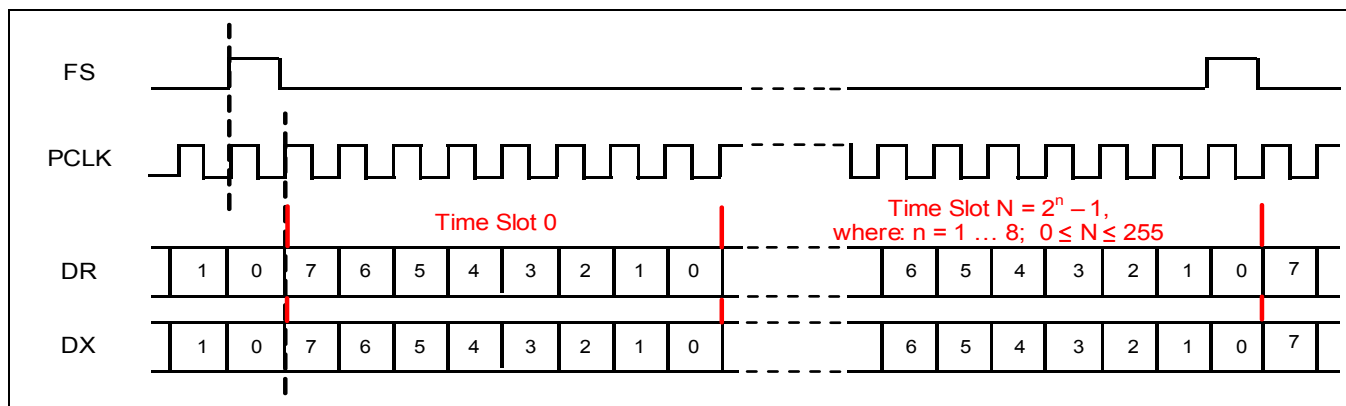 FS
PCLK
Time Slot 0
Time Slot N = 2ⁿ – 1,
where: n = 1 … 8; 0 ≤ N ≤ 255
DR 1 0 7 6 5 4 3 2 1 0 6 5 4 3 2 1 0 7
DX 1 0 7 6 5 4 3 2 1 0 6 5 4 3 2 1 0 7